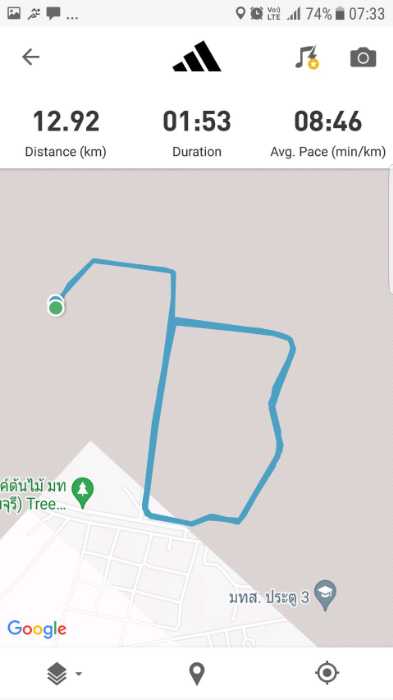 ... Vo) LTE 74% 07:33
12.92 01:53 08:46
Distance (km) Duration Avg. Pace (min/km)
ค์ต้นไม้ มท
จุรี) Tree...
มทส. ประตู 3
Google